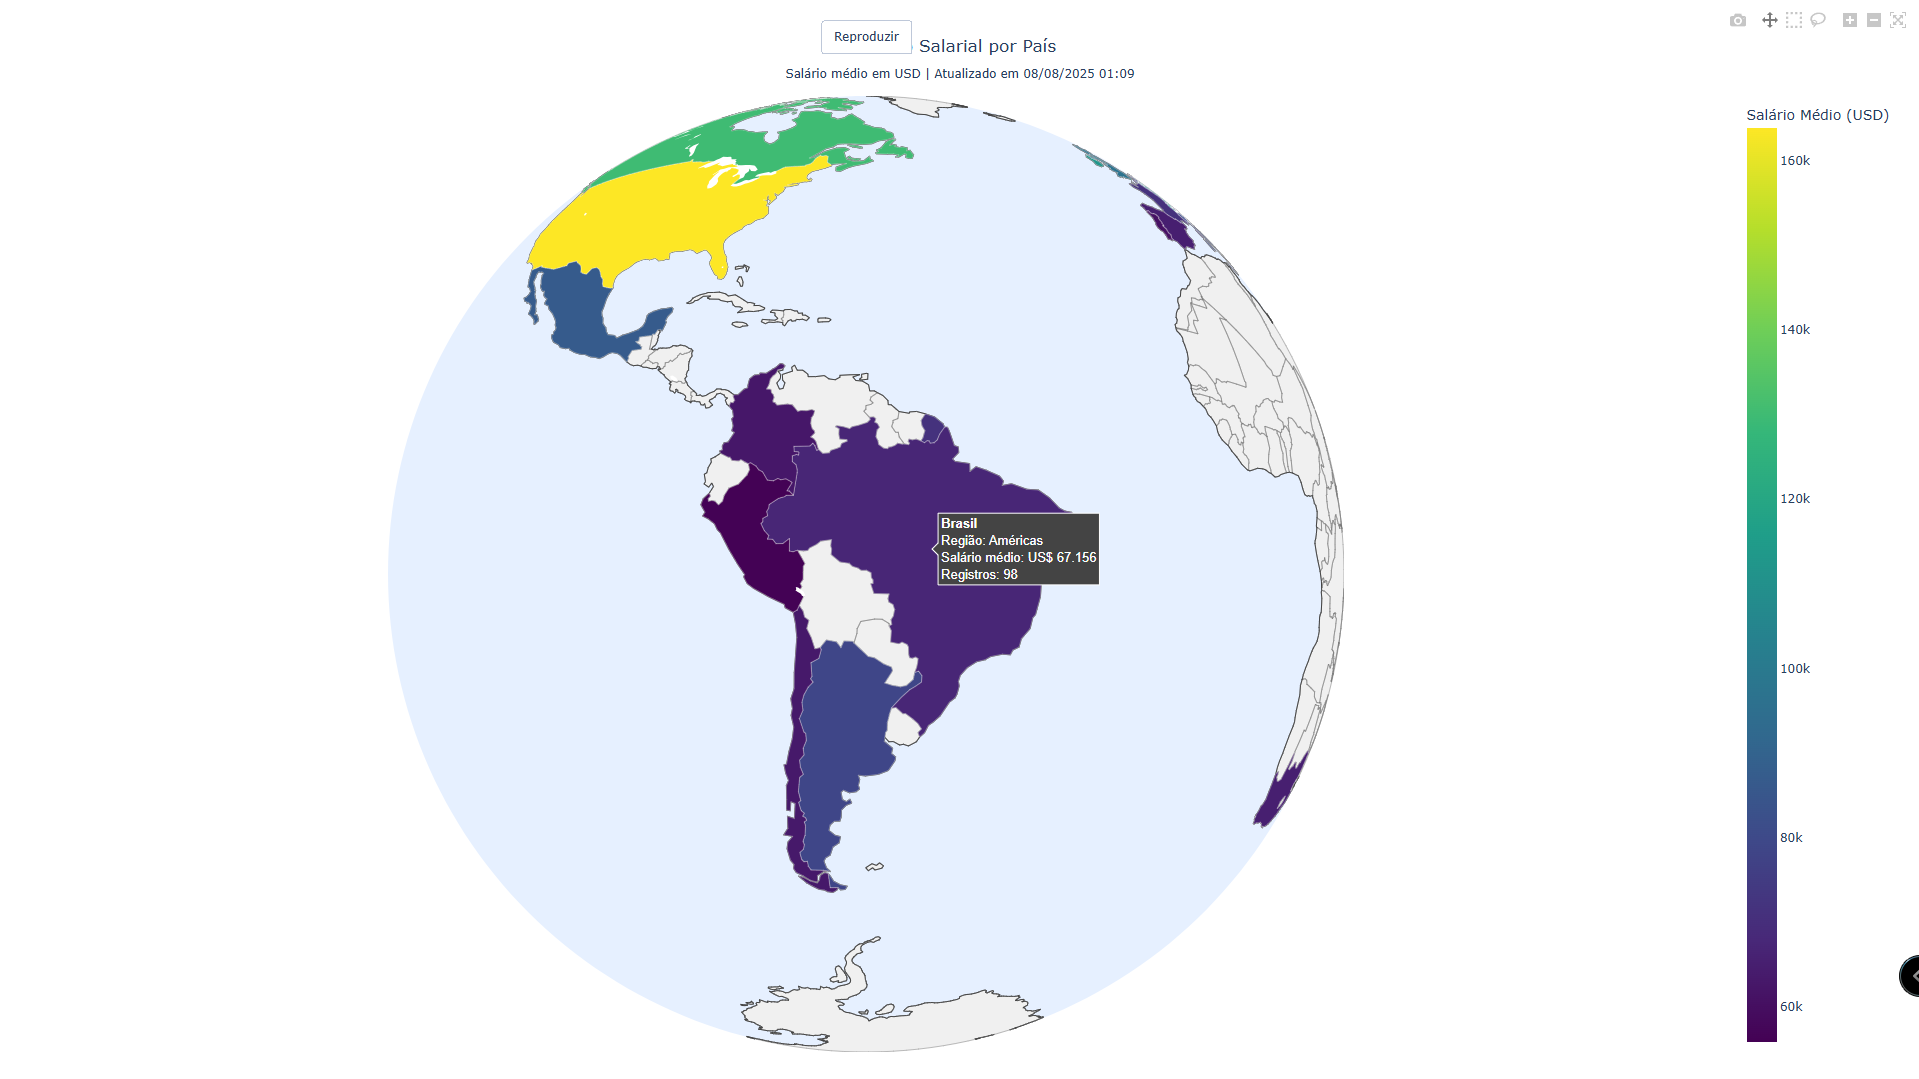 Reproduzir
Salarial por País
Salário médio em USD | Atualizado em 08/08/2025 01:09
Salário Médio (USD)
160k
140k
120k
100k
80k
60k
Brasil
Região: Américas
Salário médio: US$ 67.156
Registros: 98